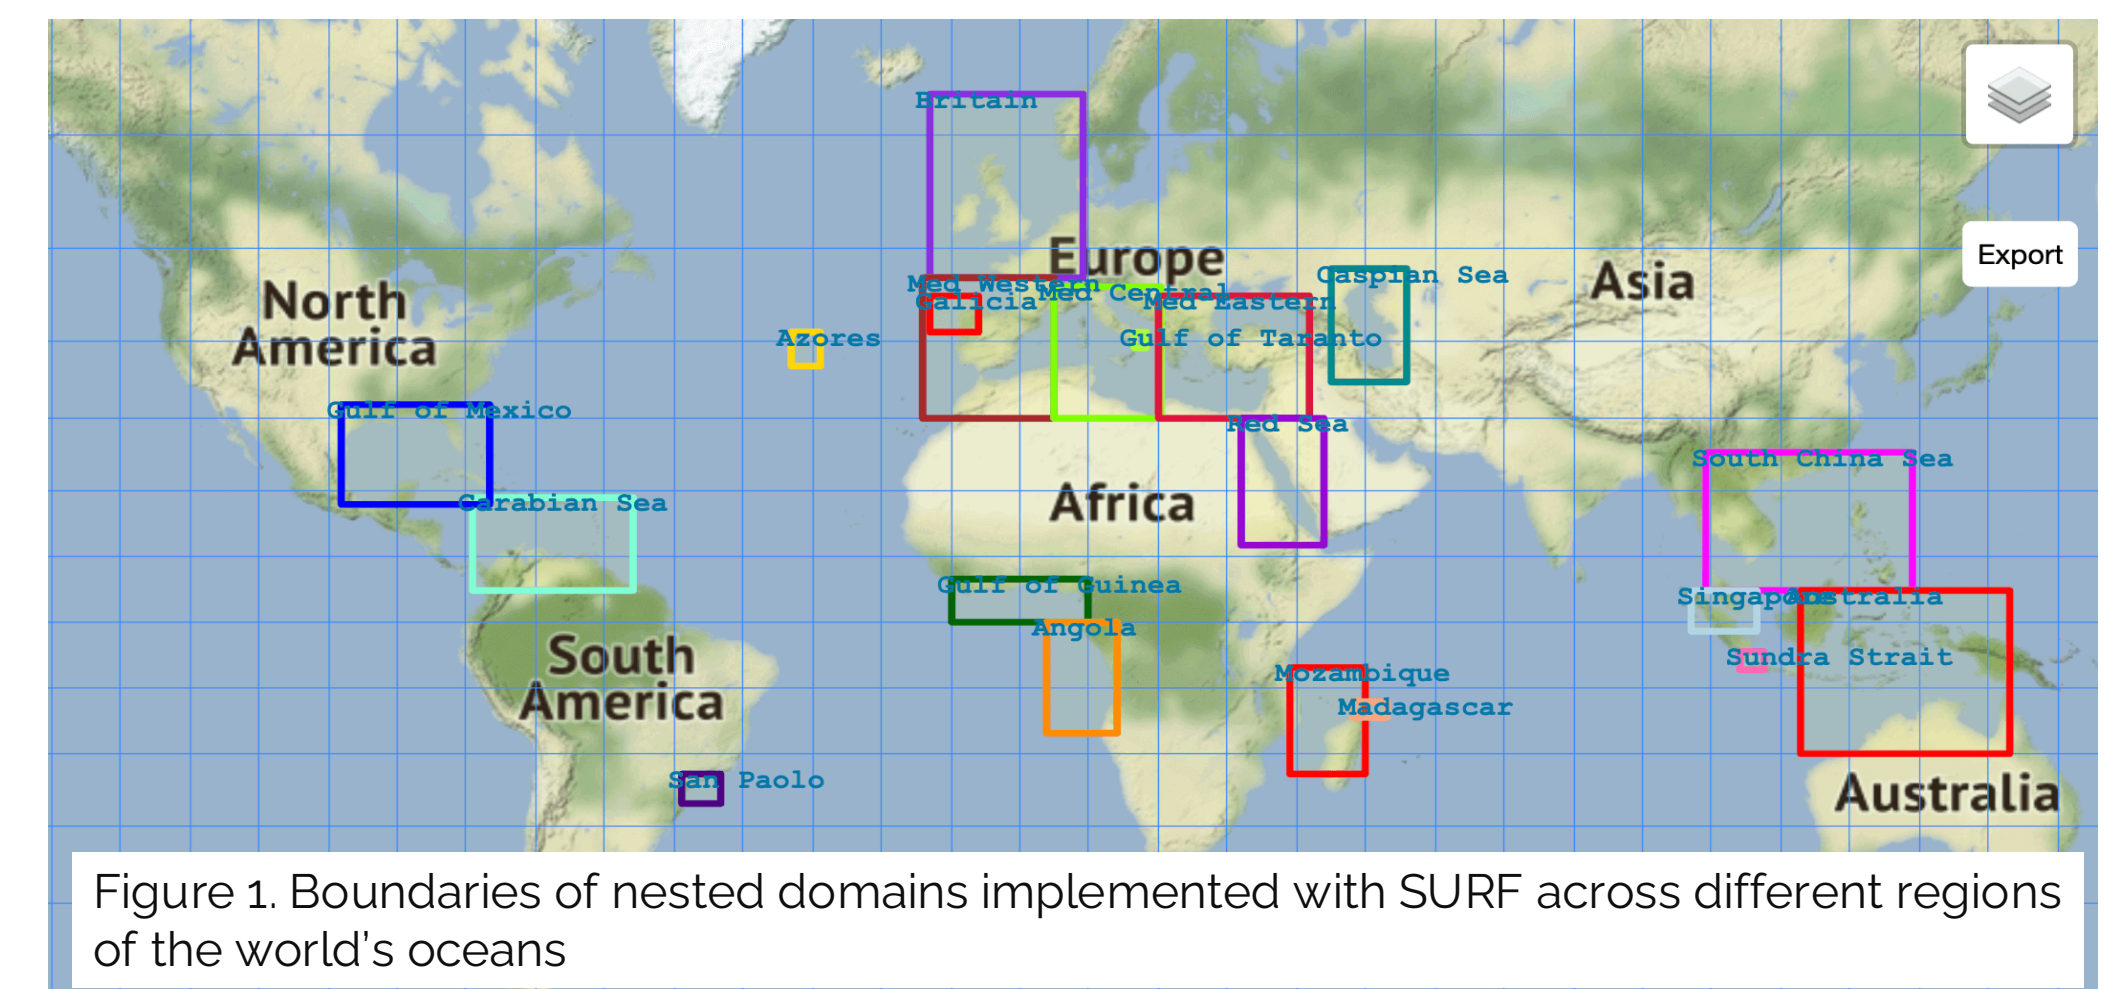 Britain
Export
Europe
Asia
Caspian Sea
Med Western
Med Central
Med Eastern
Galicia
North
America
Azores
Gulf of Taranto
Gulf of Mexico
Red Sea
South China Sea
Carabian Sea
Africa
Gulf of Guinea
Singapore
Australia
Angola
South
America
Sundra Strait
Mozambique
Madagascar
San Paolo
Australia
Figure 1. Boundaries of nested domains implemented with SURF across different regions
of the world's oceans